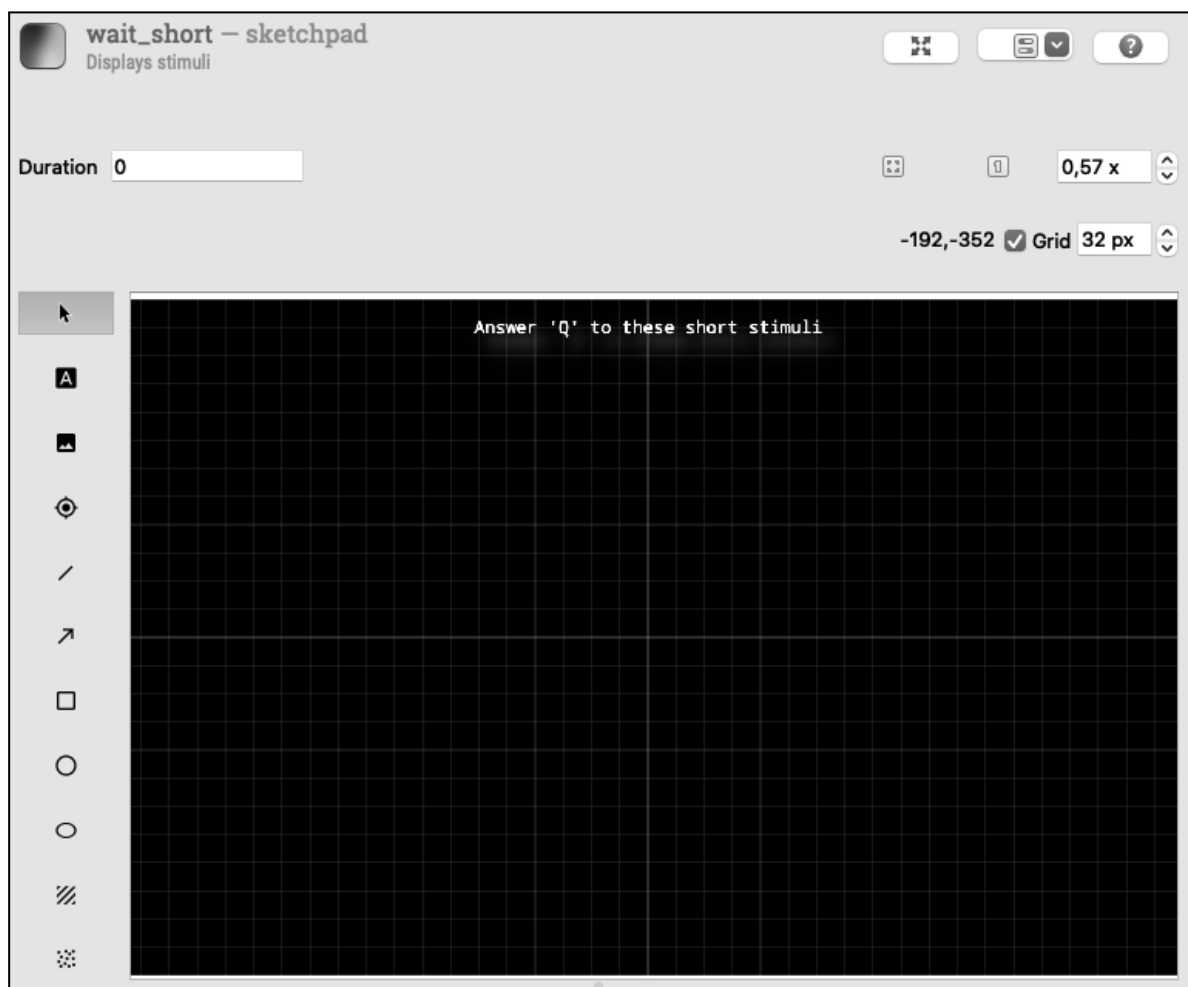 wait_short — sketchpad
Displays stimuli
Duration 0
0,57 x
-192,-352 Grid 32 px
Answer 'Q' to these short stimuli